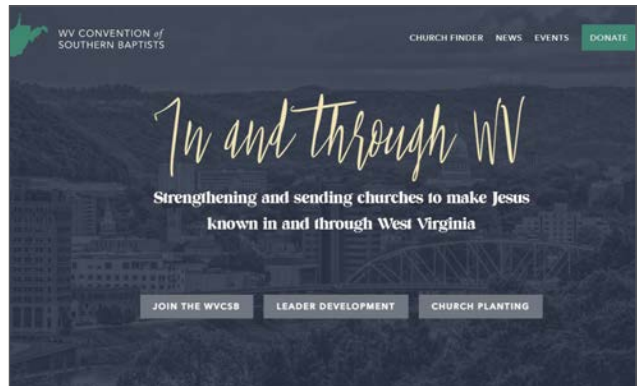 WV CONVENTION of
SOUTHERN BAPTISTS
CHURCH FINDER NEWS EVENTS DONATE
In and through WV
Strengthening and sending churches to make Jesus
known in and through West Virginia
JOIN THE WVCSB LEADER DEVELOPMENT CHURCH PLANTING